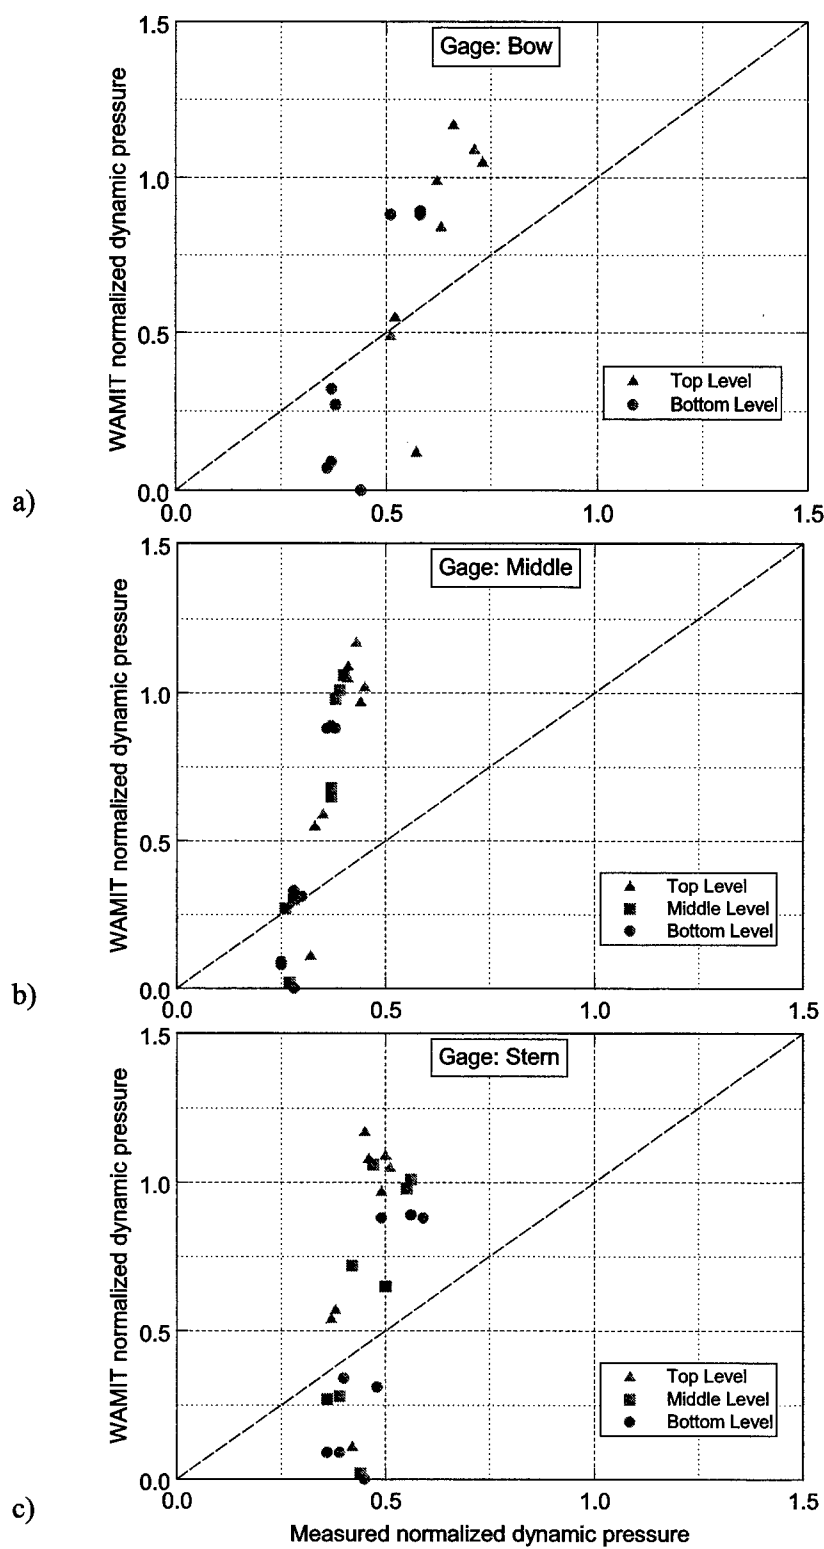 1.5
Gage: Bow
1.0
WAMIT normalized dynamic pressure
0.5
Top Level
Bottom Level
0.0
a)
0.0 0.5 1.0 1.5
1.5
Gage: Middle
1.0
WAMIT normalized dynamic pressure
0.5
Top Level
Middle Level
Bottom Level
0.0
b)
0.0 0.5 1.0 1.5
1.5
Gage: Stern
1.0
WAMIT normalized dynamic pressure
0.5
Top Level
Middle Level
Bottom Level
0.0
c)
0.0 0.5 1.0 1.5
Measured normalized dynamic pressure